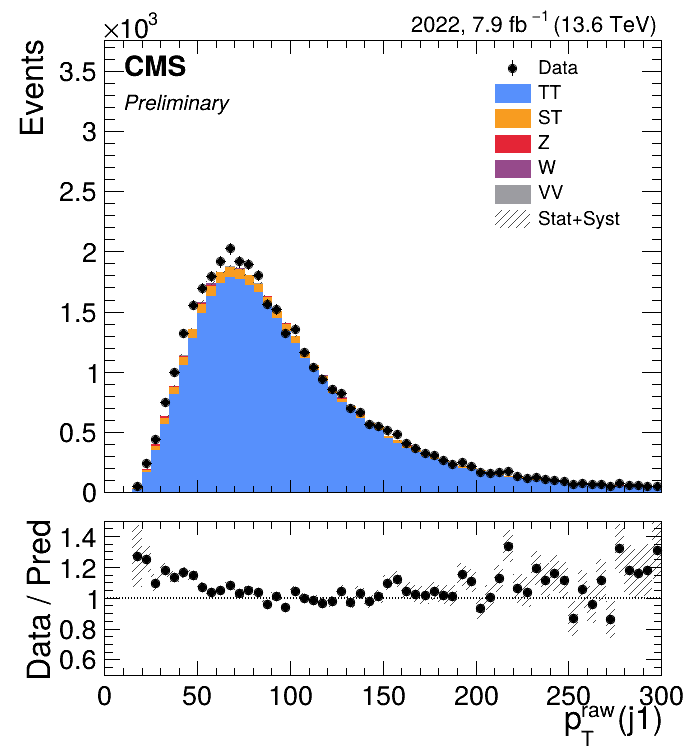 ×10³ 2022, 7.9 fb⁻¹ (13.6 TeV)
Events
CMS
Preliminary
Data
TT
ST
Z
W
VV
Stat+Syst
3.5
3
2.5
2
1.5
1
0.5
0
Data / Pred
1.4
1.2
1
0.8
0.6
0 50 100 150 200 250 300
p_T^raw(j1)